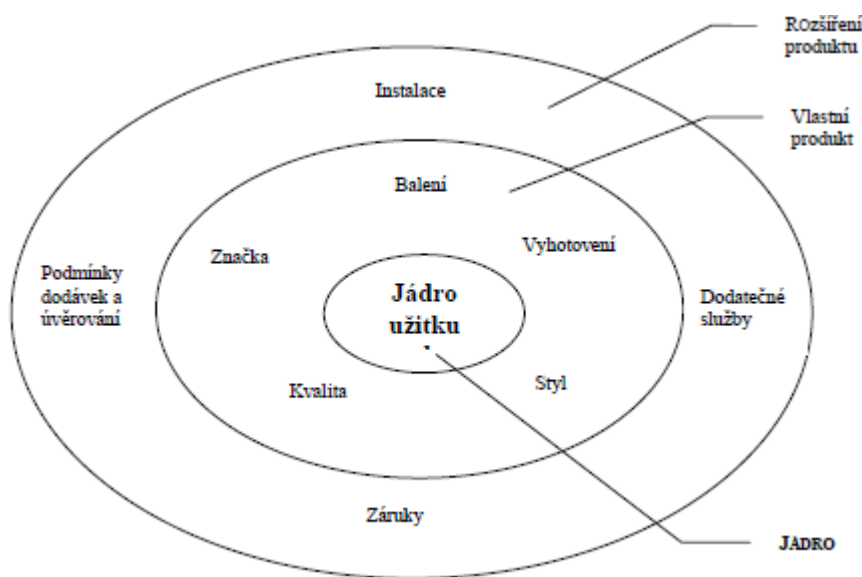 Rozšíření
produktu
Instalace
Vlastní
produkt
Balení
Vyhotovení
Značka
Podmínky
dodávek a
úvěrování
Jádro
užitku
Dodatečné
služby
Kvalita
Styl
Záruky
JÁDRO